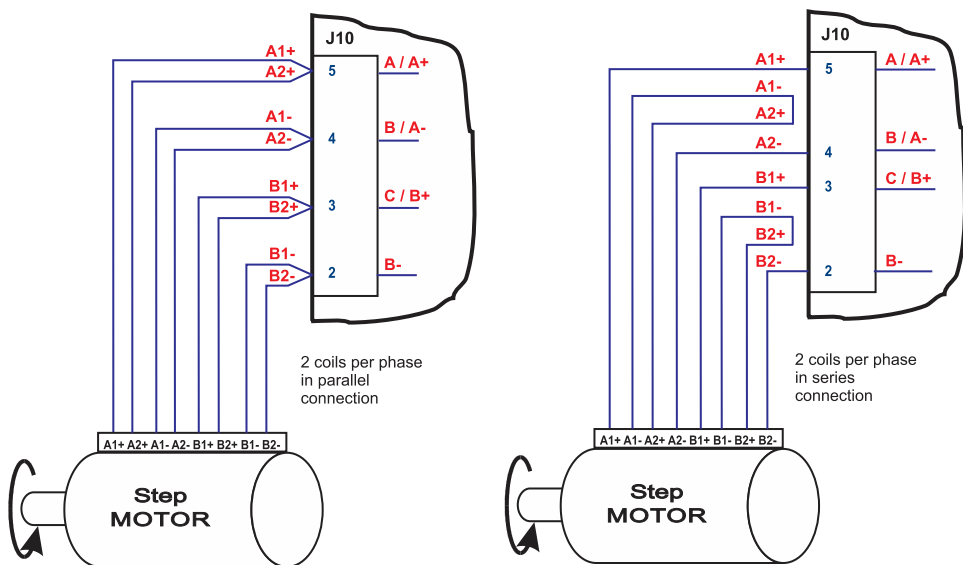 J10
A1+
A2+
5
A / A+
A1-
A2-
4
B / A-
B1+
B2+
3
C / B+
B1-
B2-
2
B-
2 coils per phase
in parallel
connection
A1+ A2+ A1- A2- B1+ B2+ B1- B2-
Step
MOTOR
J10
A1+
5
A / A+
A1-
A2+
A2-
4
B / A-
B1+
3
C / B+
B1-
B2+
B2-
2
B-
2 coils per phase
in series
connection
A1+ A1- A2+ A2- B1+ B1- B2+ B2-
Step
MOTOR